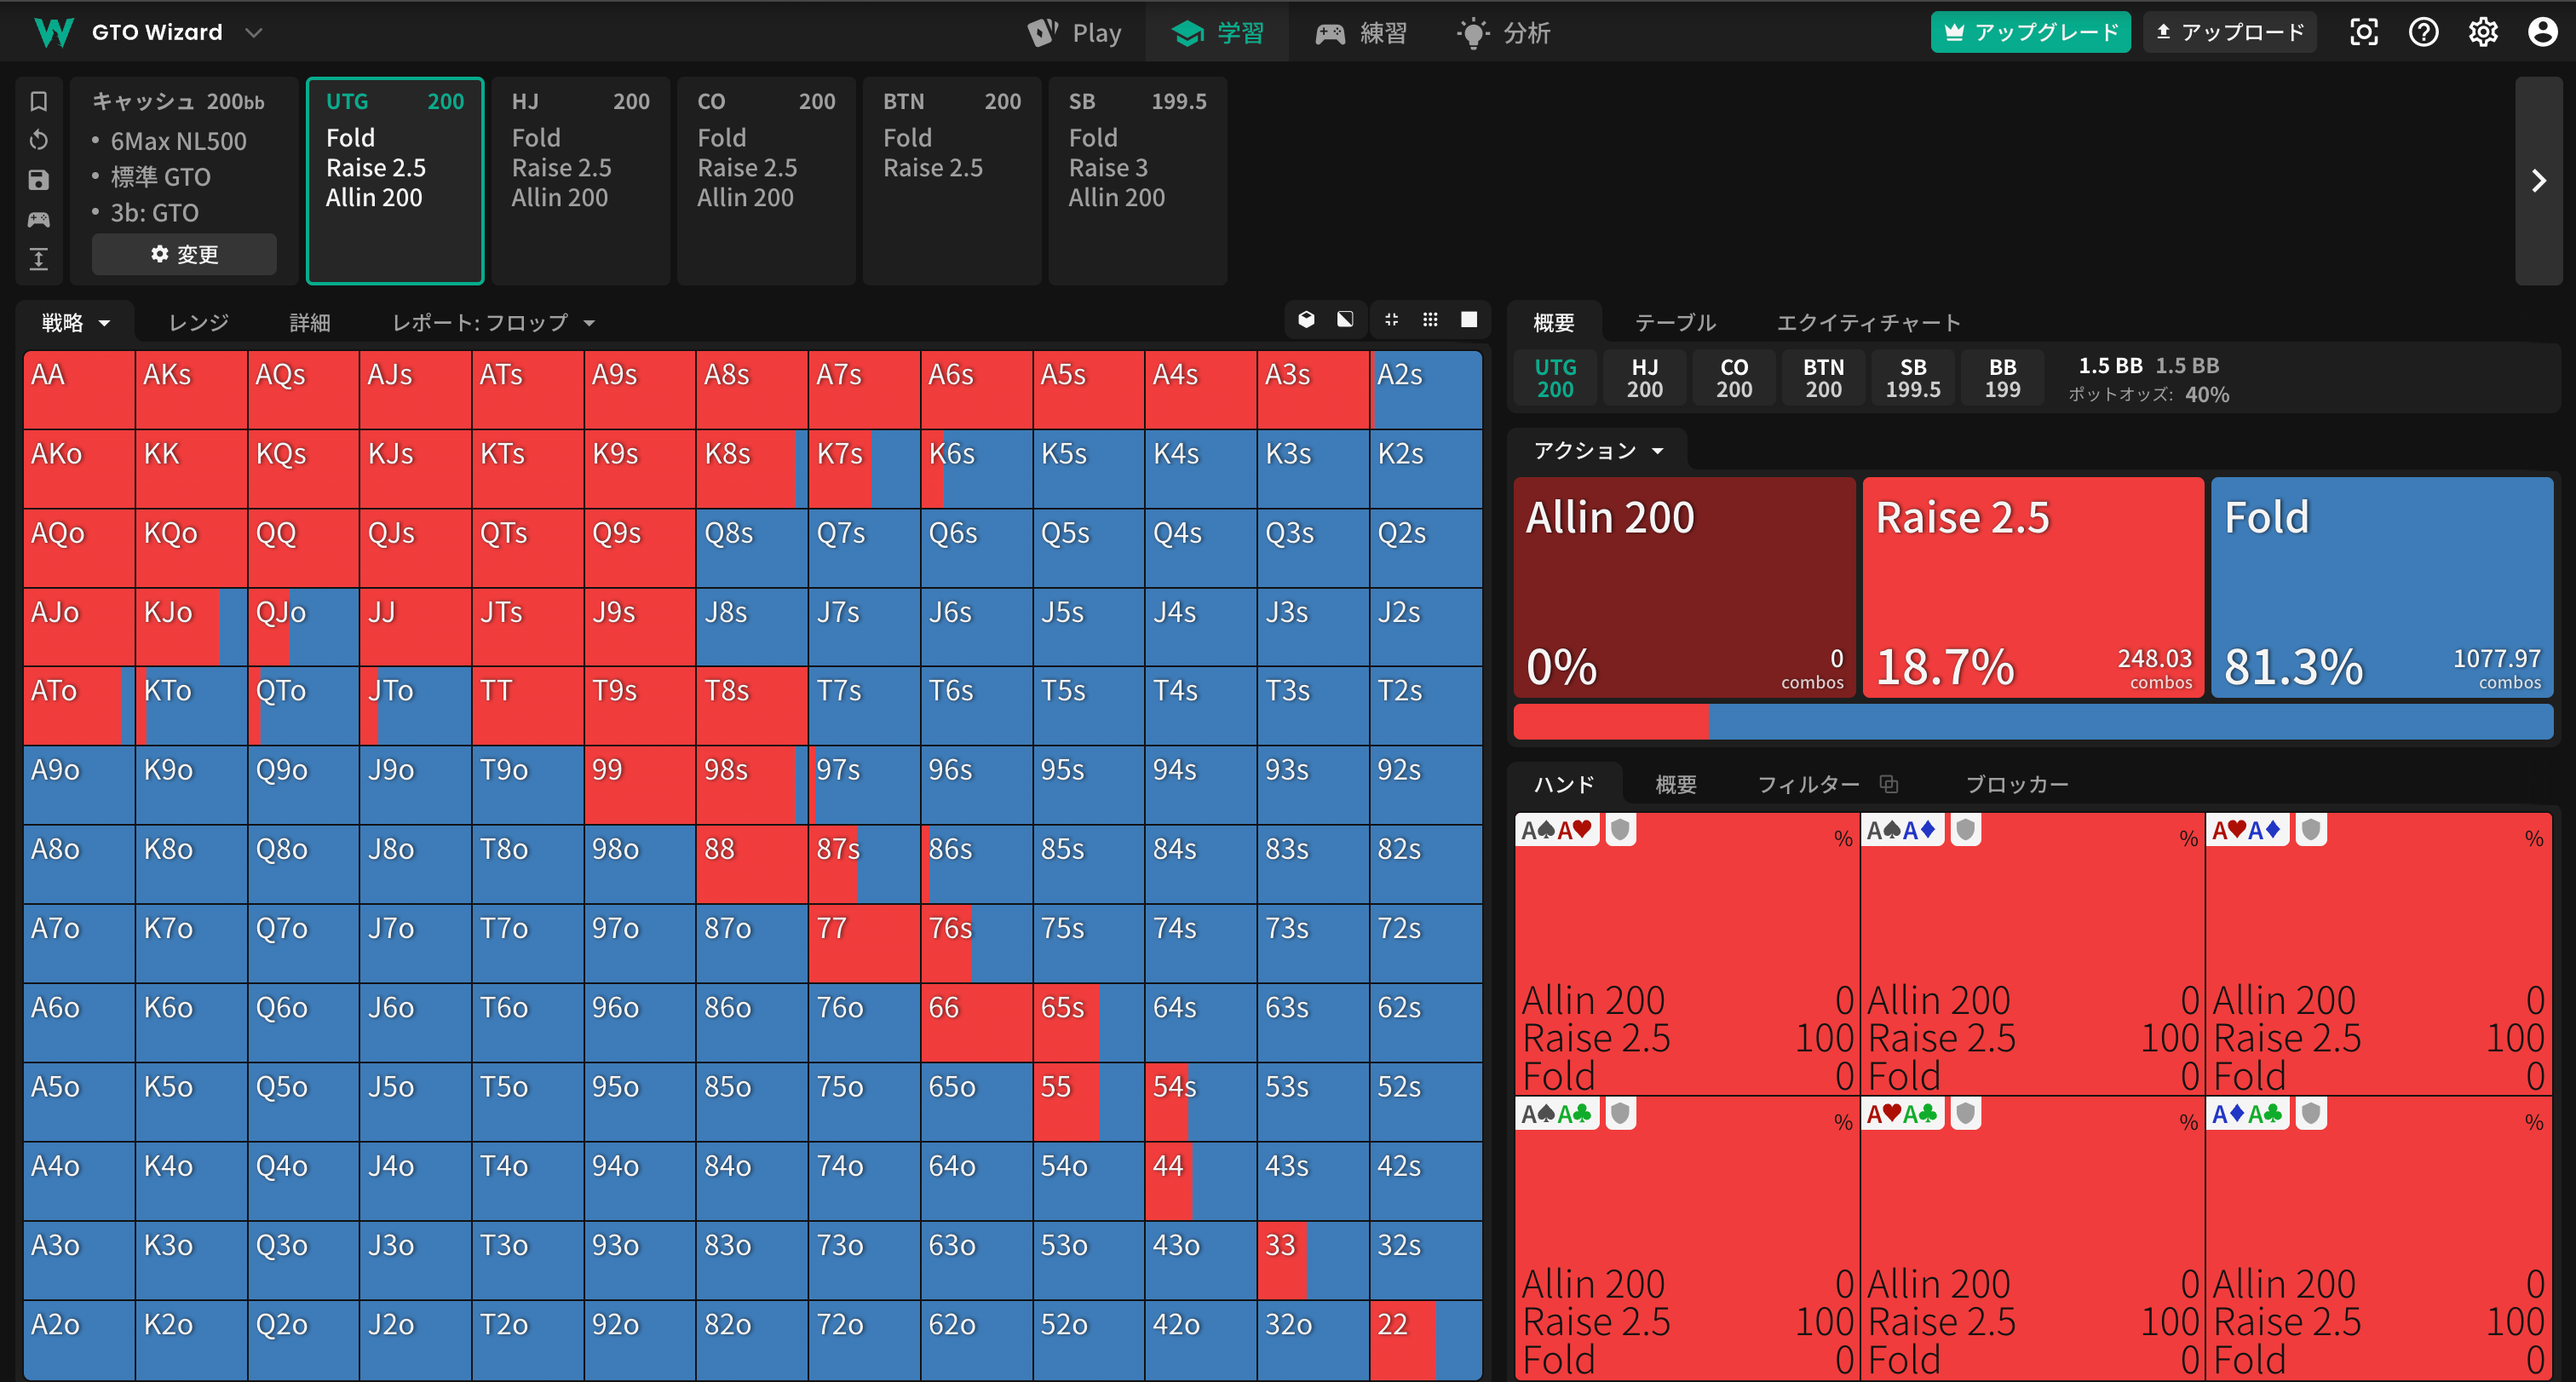 GTO Wizard
Play
学習
練習
分析
アップグレード
アップロード
キャッシュ 200bb
• 6Max NL500
• 標準 GTO
• 3b: GTO
変更
UTG 200
Fold
Raise 2.5
Allin 200
HJ 200
Fold
Raise 2.5
Allin 200
CO 200
Fold
Raise 2.5
Allin 200
BTN 200
Fold
Raise 2.5
SB 199.5
Fold
Raise 3
Allin 200
戦略 レンジ 詳細 レポート: フロップ
AA AKs AQs AJs ATs A9s A8s A7s A6s A5s A4s A3s A2s
AKo KK KQs KJs KTs K9s K8s K7s K6s K5s K4s K3s K2s
AQo KQo QQ QJs QTs Q9s Q8s Q7s Q6s Q5s Q4s Q3s Q2s
AJo KJo QJo JJ JTs J9s J8s J7s J6s J5s J4s J3s J2s
ATo KTo QTo JTo TT T9s T8s T7s T6s T5s T4s T3s T2s
A9o K9o Q9o J9o T9o 99 98s 97s 96s 95s 94s 93s 92s
A8o K8o Q8o J8o T8o 98o 88 87s 86s 85s 84s 83s 82s
A7o K7o Q7o J7o T7o 97o 87o 77 76s 75s 74s 73s 72s
A6o K6o Q6o J6o T6o 96o 86o 76o 66 65s 64s 63s 62s
A5o K5o Q5o J5o T5o 95o 85o 75o 65o 55 54s 53s 52s
A4o K4o Q4o J4o T4o 94o 84o 74o 64o 54o 44 43s 42s
A3o K3o Q3o J3o T3o 93o 83o 73o 63o 53o 43o 33 32s
A2o K2o Q2o J2o T2o 92o 82o 72o 62o 52o 42o 32o 22
概要 テーブル エクイティチャート
UTG HJ CO BTN SB BB
200 200 200 200 199.5 199
1.5 BB 1.5 BB
ポットオッズ: 40%
アクション
Allin 200
0%
0
combos
Raise 2.5
18.7%
248.03
combos
Fold
81.3%
1077.97
combos
ハンド 概要 フィルター ブロッカー
A♠A♥ % A♠A♦ % A♥A♦ %
Allin 200 0 Allin 200 0 Allin 200 0
Raise 2.5 100 Raise 2.5 100 Raise 2.5 100
Fold 0 Fold 0 Fold 0
A♠A♣ % A♥A♣ % A♦A♣ %
Allin 200 0 Allin 200 0 Allin 200 0
Raise 2.5 100 Raise 2.5 100 Raise 2.5 100
Fold 0 Fold 0 Fold 0